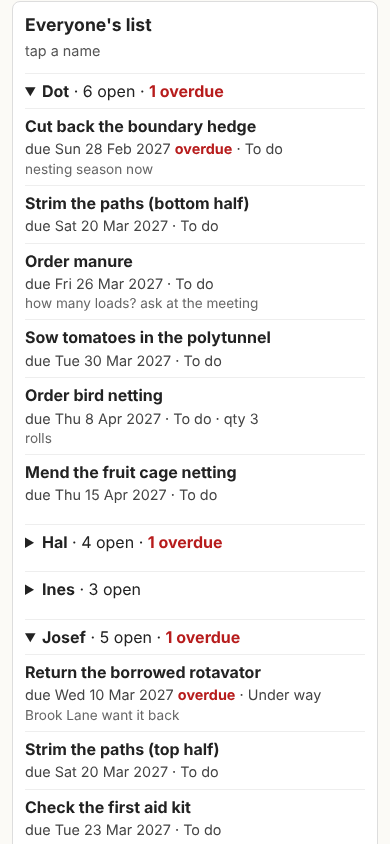 Everyone's list
tap a name
▼ Dot · 6 open · 1 overdue
Cut back the boundary hedge
due Sun 28 Feb 2027 overdue · To do
nesting season now
Strim the paths (bottom half)
due Sat 20 Mar 2027 · To do
Order manure
due Fri 26 Mar 2027 · To do
how many loads? ask at the meeting
Sow tomatoes in the polytunnel
due Tue 30 Mar 2027 · To do
Order bird netting
due Thu 8 Apr 2027 · To do · qty 3
rolls
Mend the fruit cage netting
due Thu 15 Apr 2027 · To do
▶ Hal · 4 open · 1 overdue
▶ Ines · 3 open
▼ Josef · 5 open · 1 overdue
Return the borrowed rotavator
due Wed 10 Mar 2027 overdue · Under way
Brook Lane want it back
Strim the paths (top half)
due Sat 20 Mar 2027 · To do
Check the first aid kit
due Tue 23 Mar 2027 · To do